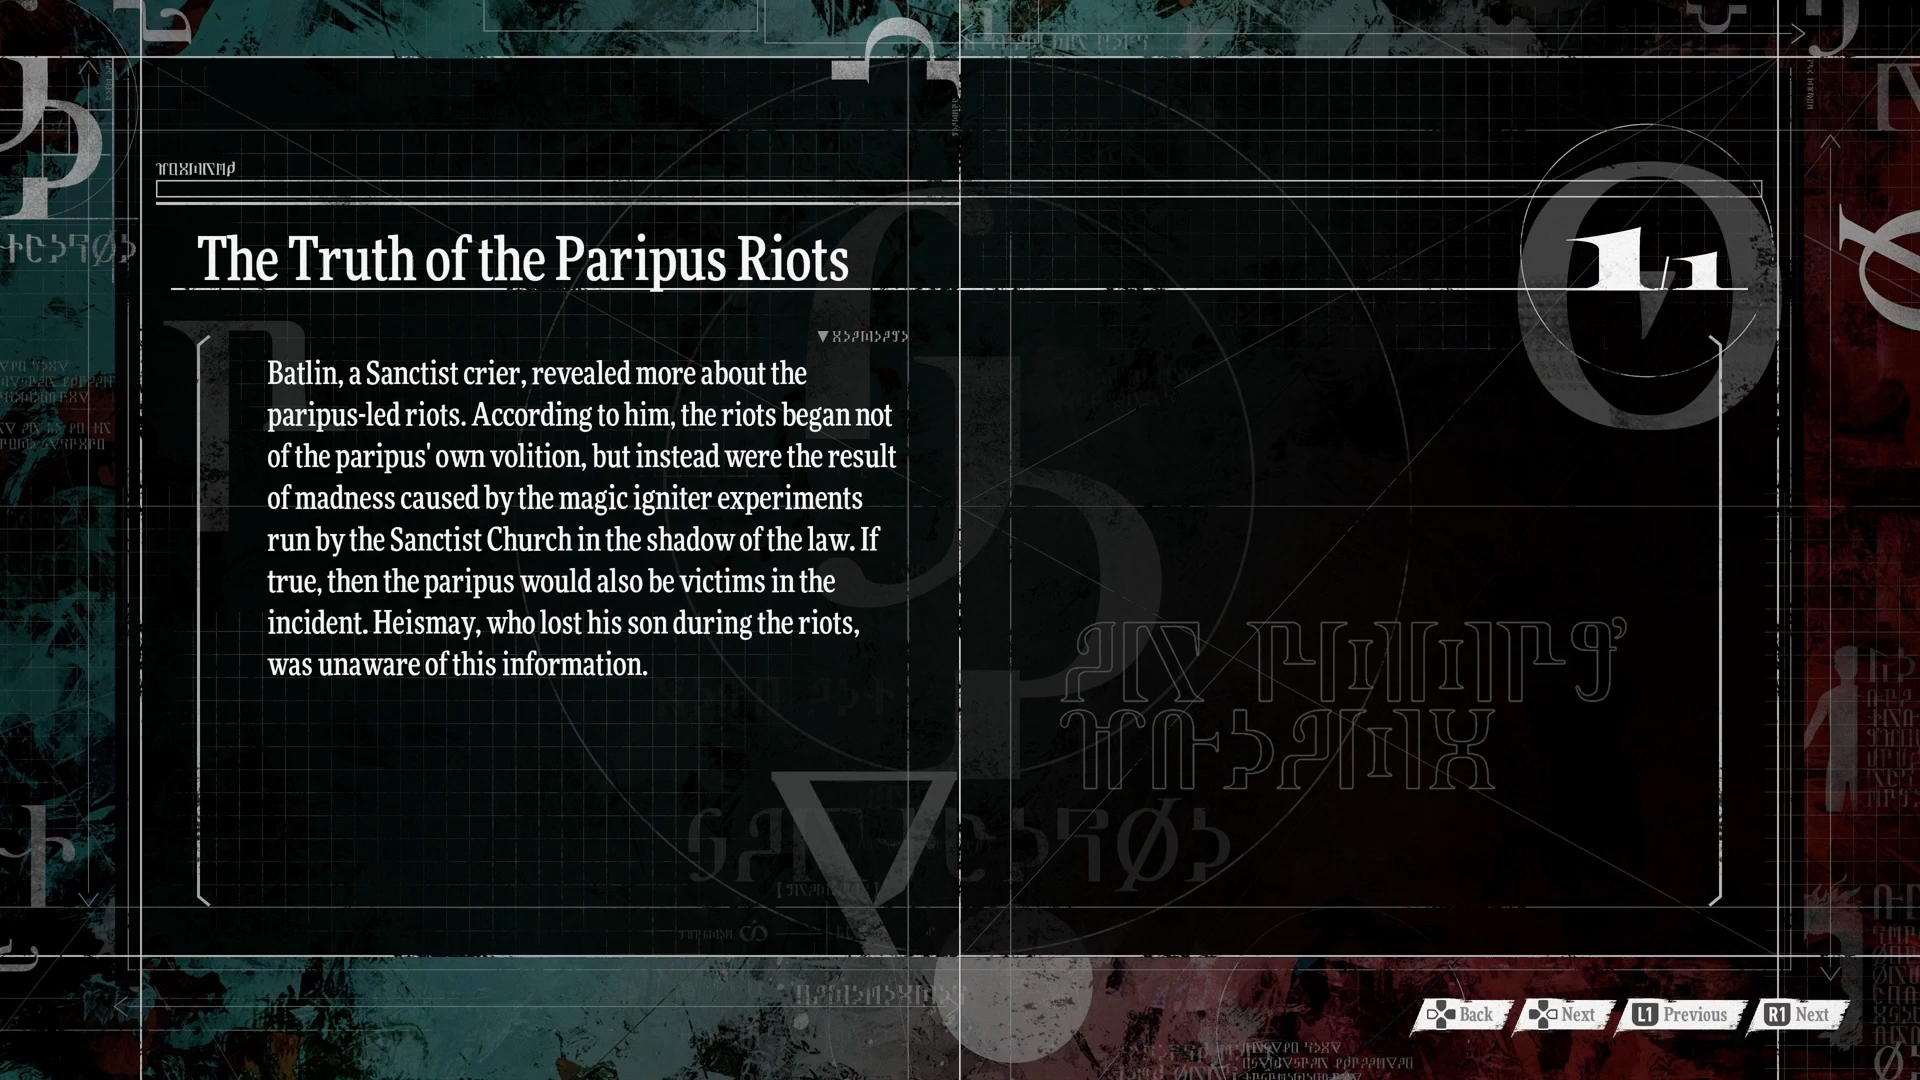 The Truth of the Paripus Riots
1/1
Batlin, a Sanctist crier, revealed more about the
paripus-led riots. According to him, the riots began not
of the paripus' own volition, but instead were the result
of madness caused by the magic igniter experiments
run by the Sanctist Church in the shadow of the law. If
true, then the paripus would also be victims in the
incident. Heismay, who lost his son during the riots,
was unaware of this information.
Back
Next
L1 Previous
R1 Next